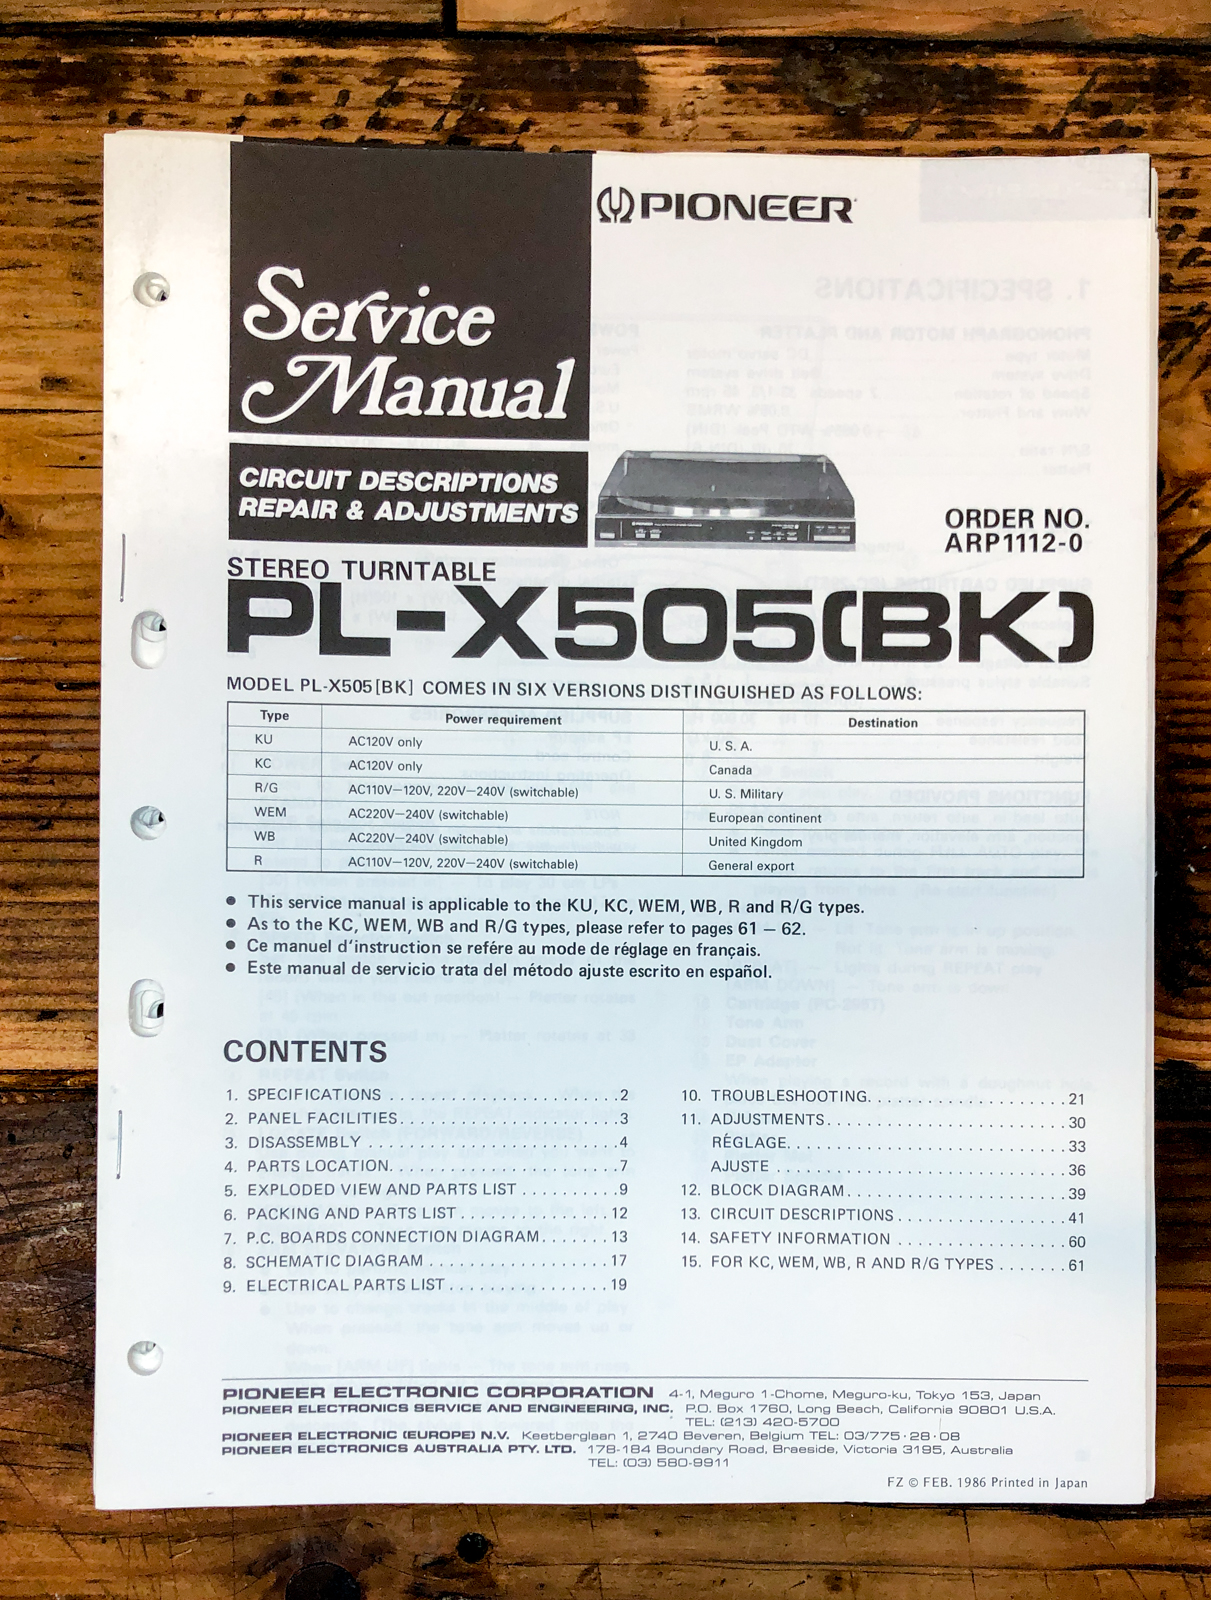 PIONEER
Service
Manual
CIRCUIT DESCRIPTIONS
REPAIR & ADJUSTMENTS
ORDER NO.
ARP1112-0
STEREO TURNTABLE
PL-X505(BK)
MODEL PL-X505[BK] COMES IN SIX VERSIONS DISTINGUISHED AS FOLLOWS:
Type Power requirement Destination
KU AC120V only U. S. A.
KC AC120V only Canada
R/G AC110V—120V, 220V—240V (switchable) U. S. Military
WEM AC220V—240V (switchable) European continent
WB AC220V—240V (switchable) United Kingdom
R AC110V—120V, 220V—240V (switchable) General export
● This service manual is applicable to the KU, KC, WEM, WB, R and R/G types.
● As to the KC, WEM, WB and R/G types, please refer to pages 61 — 62.
● Ce manuel d'instruction se refére au mode de réglage en français.
● Este manual de servicio trata del método ajuste escrito en español.
CONTENTS
1. SPECIFICATIONS . . . . . . . . . . . . . . . . . . . . . . . 2
2. PANEL FACILITIES. . . . . . . . . . . . . . . . . . . . . . 3
3. DISASSEMBLY . . . . . . . . . . . . . . . . . . . . . . . . . 4
4. PARTS LOCATION. . . . . . . . . . . . . . . . . . . . . . . 7
5. EXPLODED VIEW AND PARTS LIST . . . . . . . . . 9
6. PACKING AND PARTS LIST . . . . . . . . . . . . . . . 12
7. P.C. BOARDS CONNECTION DIAGRAM. . . . . . . 13
8. SCHEMATIC DIAGRAM . . . . . . . . . . . . . . . . . . 17
9. ELECTRICAL PARTS LIST . . . . . . . . . . . . . . . . 19
10. TROUBLESHOOTING. . . . . . . . . . . . . . . . . . . . 21
11. ADJUSTMENTS. . . . . . . . . . . . . . . . . . . . . . . . 30
RÉGLAGE. . . . . . . . . . . . . . . . . . . . . . . . . . . . 33
AJUSTE . . . . . . . . . . . . . . . . . . . . . . . . . . . . . 36
12. BLOCK DIAGRAM. . . . . . . . . . . . . . . . . . . . . . 39
13. CIRCUIT DESCRIPTIONS . . . . . . . . . . . . . . . . . 41
14. SAFETY INFORMATION . . . . . . . . . . . . . . . . . 60
15. FOR KC, WEM, WB, R AND R/G TYPES . . . . . . . 61
PIONEER ELECTRONIC CORPORATION 4-1, Meguro 1-Chome, Meguro-ku, Tokyo 153, Japan
PIONEER ELECTRONICS SERVICE AND ENGINEERING, INC. P.O. Box 1760, Long Beach, California 90801 U.S.A.
TEL: (213) 420-5700
PIONEER ELECTRONIC (EUROPE) N.V. Keetberglaan 1, 2740 Beveren, Belgium TEL: 03/775·28·08
PIONEER ELECTRONICS AUSTRALIA PTY. LTD. 178-184 Boundary Road, Braeside, Victoria 3195, Australia
TEL: (03) 580-9911
FZ © FEB. 1986 Printed in Japan